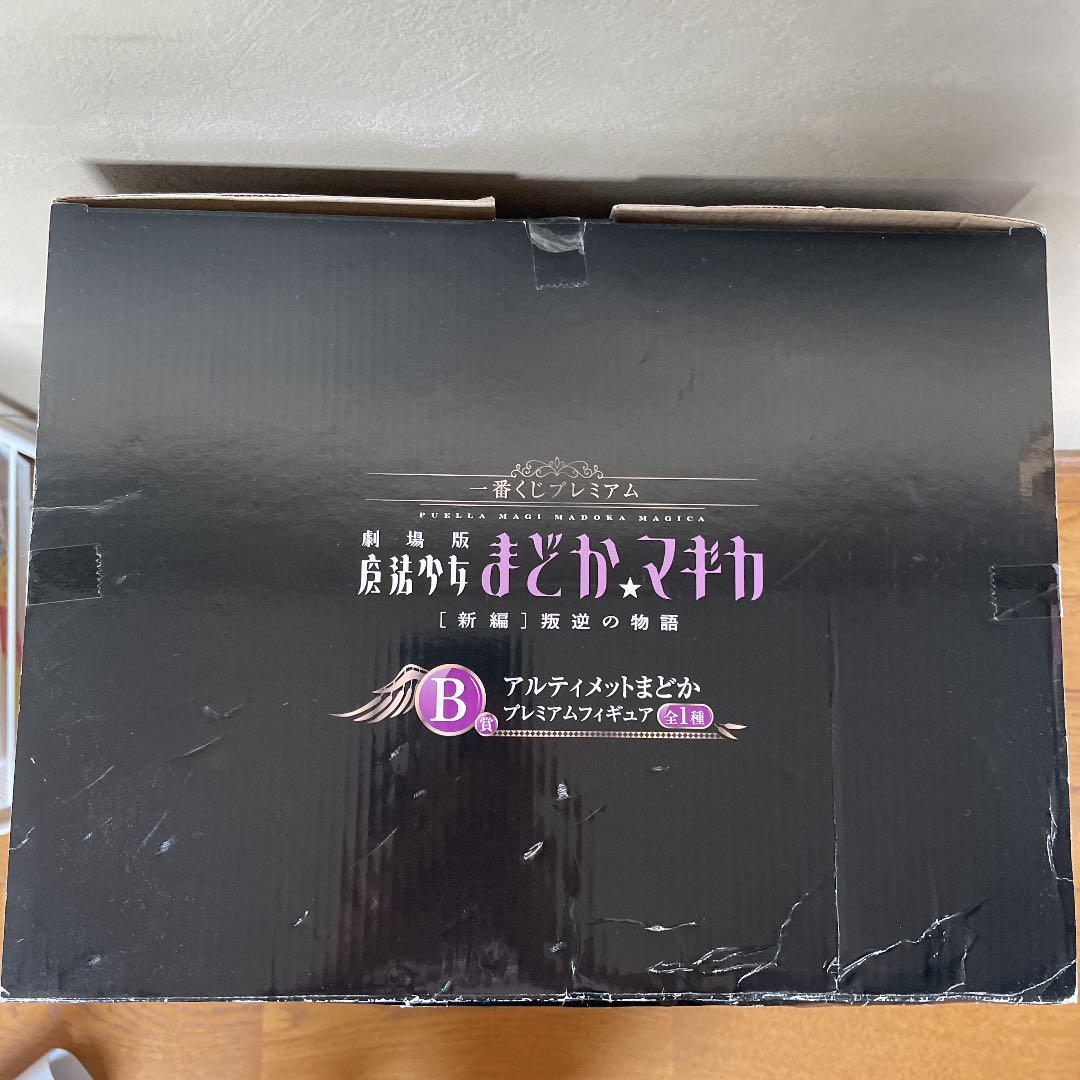 一番くじプレミアム
PUELLA MAGI MADOKA MAGICA
劇場版
魔法少女まどか★マギカ
[新編]叛逆の物語
B賞
アルティメットまどか
プレミアムフィギュア 全1種